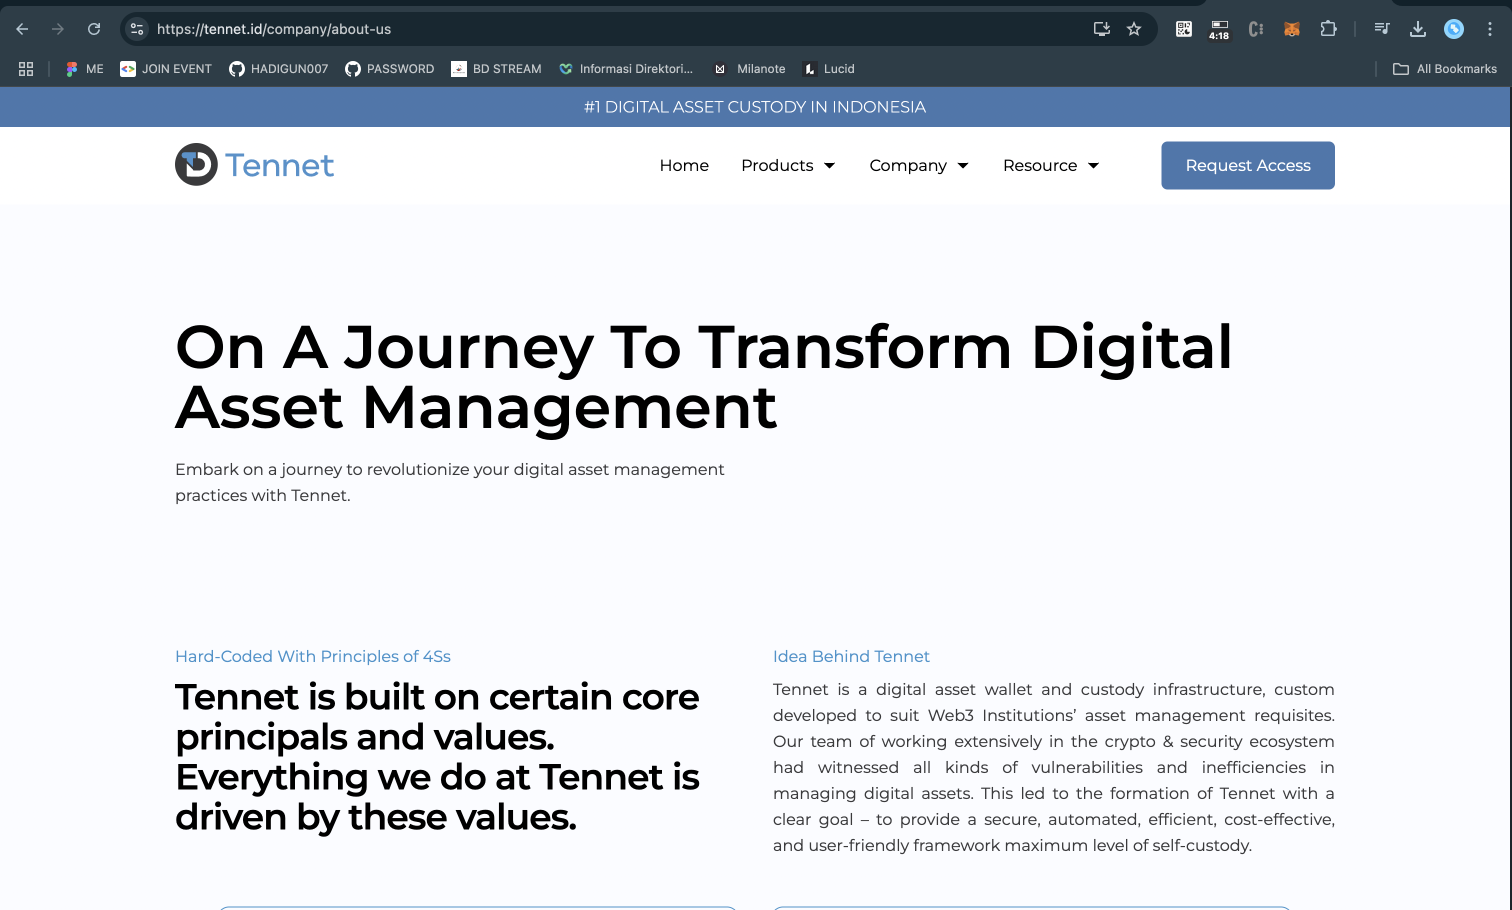 https://tennet.id/company/about-us
4:18
ME
JOIN EVENT
HADIGUN007
PASSWORD
BD STREAM
Informasi Direktori...
Milanote
Lucid
All Bookmarks
#1 DIGITAL ASSET CUSTODY IN INDONESIA
Tennet
Home
Products
Company
Resource
Request Access
On A Journey To Transform Digital
Asset Management
Embark on a journey to revolutionize your digital asset management
practices with Tennet.
Hard-Coded With Principles of 4Ss
Tennet is built on certain core
principals and values.
Everything we do at Tennet is
driven by these values.
Idea Behind Tennet
Tennet is a digital asset wallet and custody infrastructure, custom
developed to suit Web3 Institutions’ asset management requisites.
Our team of working extensively in the crypto & security ecosystem
had witnessed all kinds of vulnerabilities and inefficiencies in
managing digital assets. This led to the formation of Tennet with a
clear goal – to provide a secure, automated, efficient, cost-effective,
and user-friendly framework maximum level of self-custody.